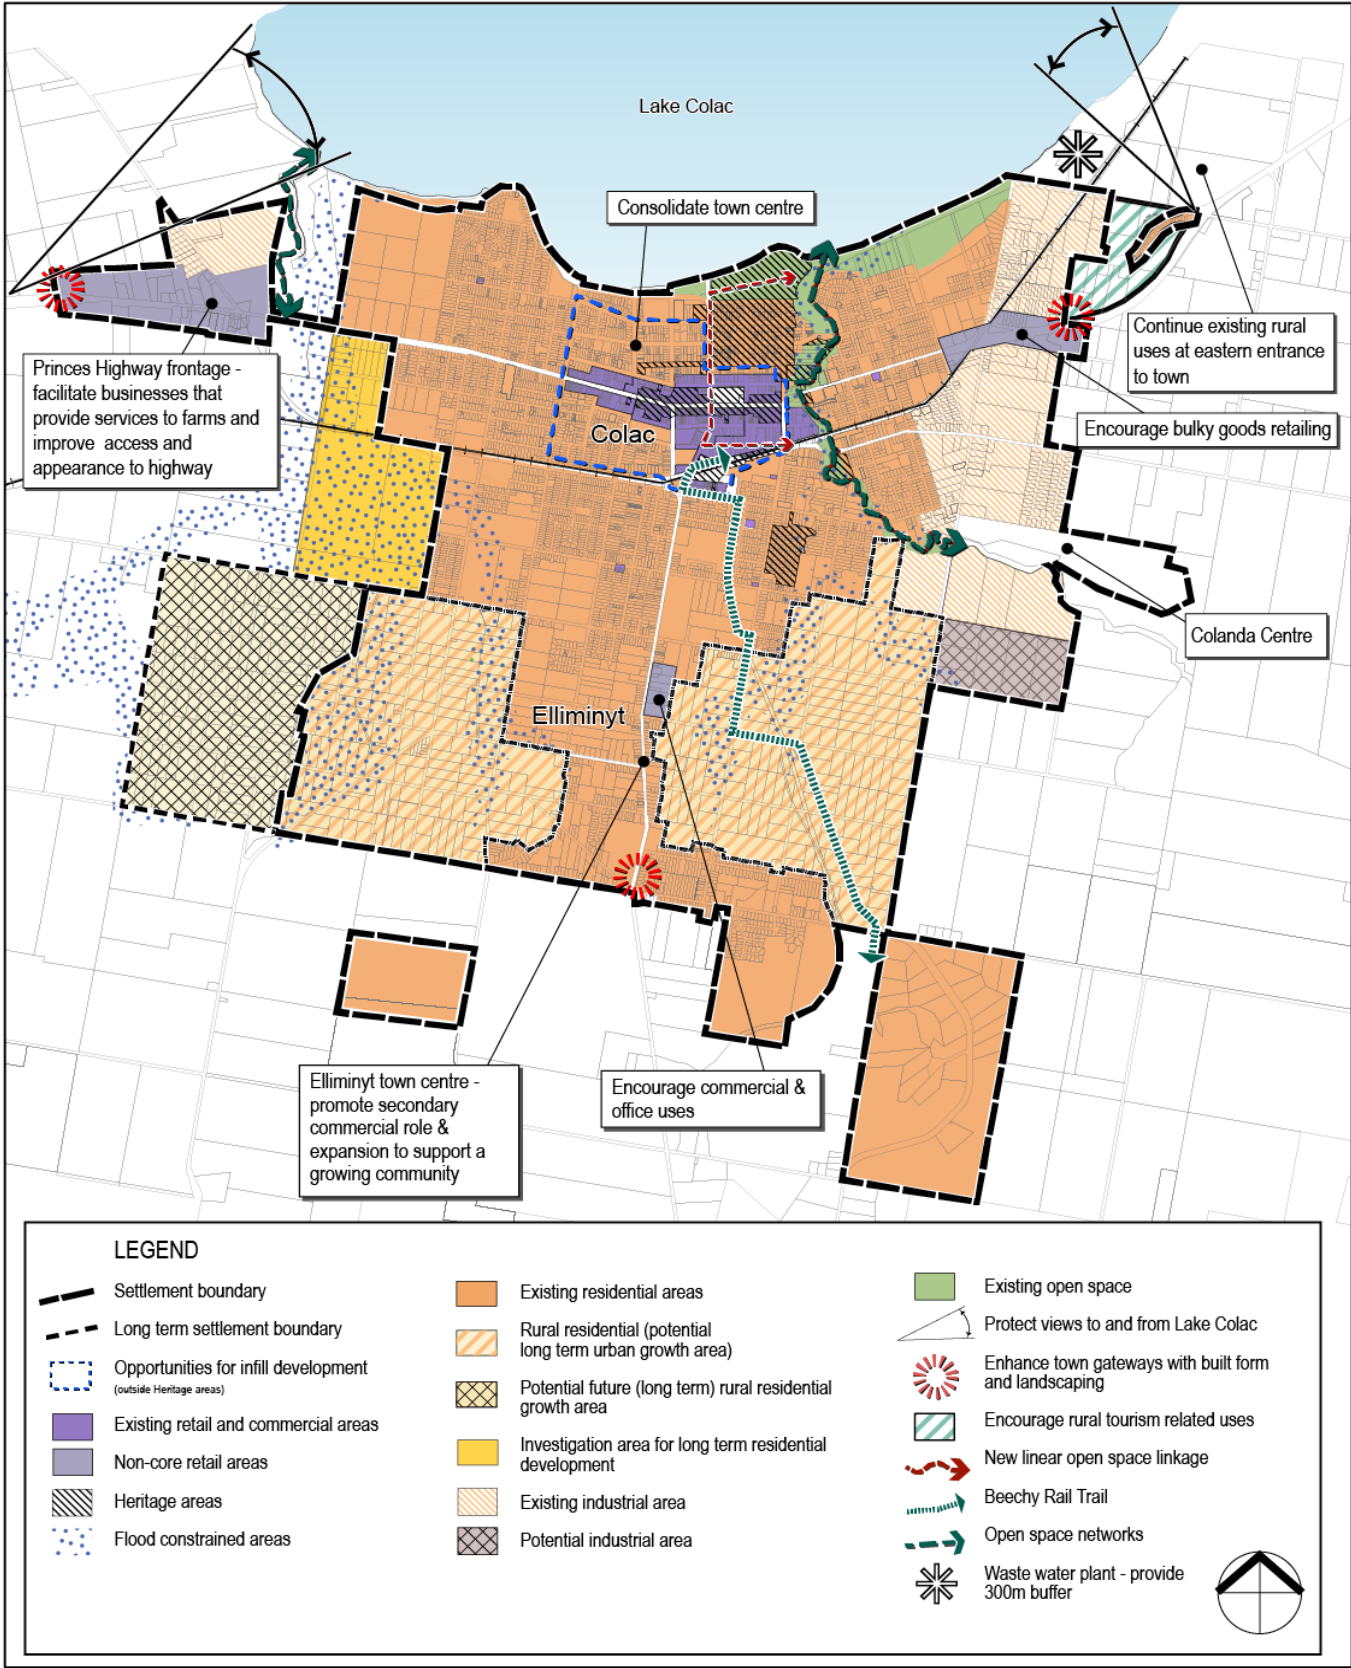 Lake Colac
Consolidate town centre
Continue existing rural
uses at eastern entrance
to town
Princes Highway frontage -
facilitate businesses that
provide services to farms and
improve access and
appearance to highway
Encourage bulky goods retailing
Colac
Colanda Centre
Elliminyt
Elliminyt town centre -
promote secondary
commercial role &
expansion to support a
growing community
Encourage commercial &
office uses
LEGEND
Settlement boundary
Long term settlement boundary
Opportunities for infill development
(outside Heritage areas)
Existing retail and commercial areas
Non-core retail areas
Heritage areas
Flood constrained areas
Existing residential areas
Rural residential (potential
long term urban growth area)
Potential future (long term) rural residential
growth area
Investigation area for long term residential
development
Existing industrial area
Potential industrial area
Existing open space
Protect views to and from Lake Colac
Enhance town gateways with built form
and landscaping
Encourage rural tourism related uses
New linear open space linkage
Beechy Rail Trail
Open space networks
Waste water plant - provide
300m buffer